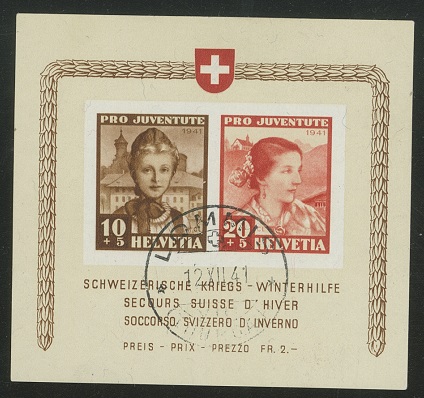 PRO JUVENTUTE
1941
10
+5 HELVETIA
PRO JUVENTUTE
1941
20
+5 HELVETIA
12.XII.41
SCHWEIZERISCHE KRIEGS - WINTERHILFE
SECOURS SUISSE D'HIVER
SOCCORSO SVIZZERO D'INVERNO
PREIS - PRIX - PREZZO FR. 2.-